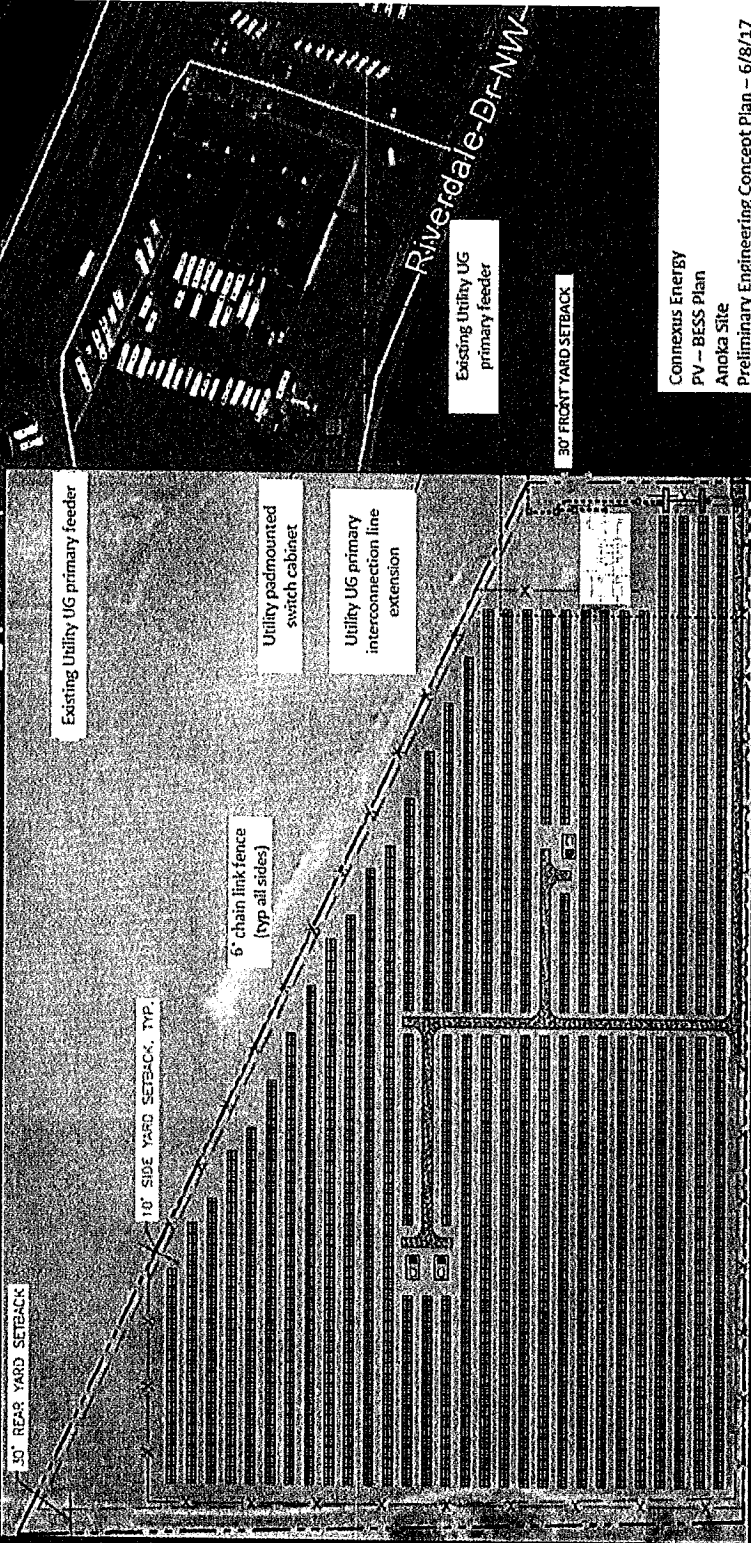 30' REAR YARD SETBACK
10' SIDE YARD SETBACK, TYP.
6' chain link fence
(typ all sides)
Existing Utility UG primary feeder
Utility padmounted
switch cabinet
Utility UG primary
interconnection line
extension
Riverdale-Dr-NW
Existing Utility UG
primary feeder
30' FRONT YARD SETBACK
Connexus Energy
PV – BESS Plan
Anoka Site
Preliminary Engineering Concept Plan – 6/8/17